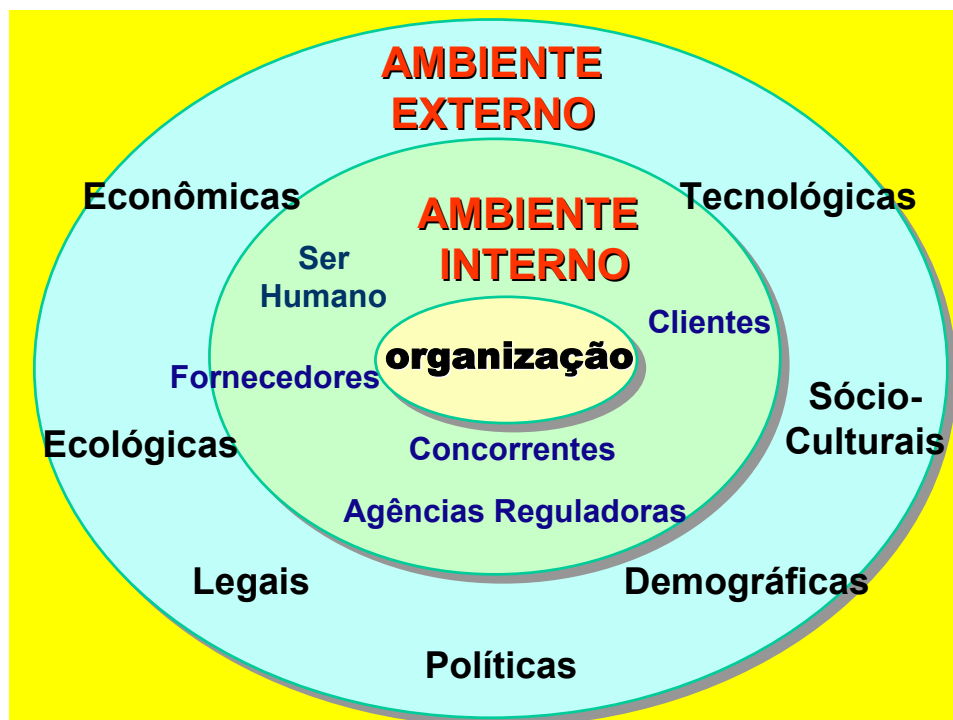 AMBIENTE
EXTERNO
Econômicas
Tecnológicas
AMBIENTE
INTERNO
Ser
Humano
Clientes
organização
Fornecedores
Sócio-
Culturais
Ecológicas
Concorrentes
Agências Reguladoras
Legais
Demográficas
Políticas